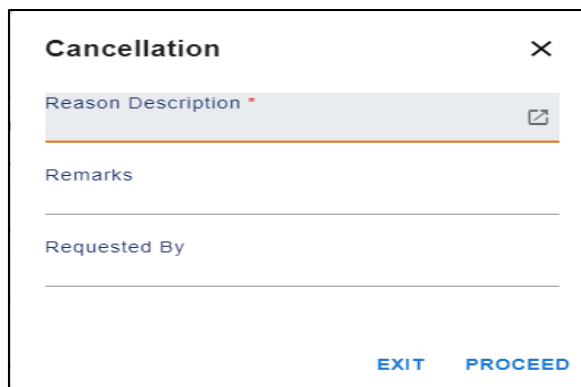 Cancellation
Reason Description *
Remarks
Requested By
EXIT PROCEED